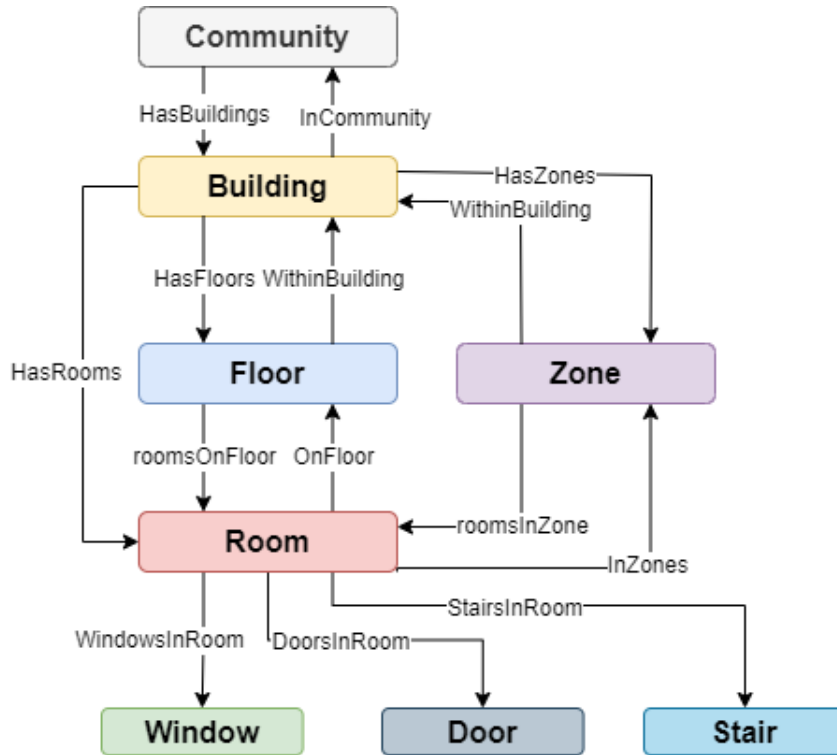 Community
HasBuildings
InCommunity
Building
HasZones
WithinBuilding
HasFloors
WithinBuilding
HasRooms
Floor
Zone
roomsOnFloor
OnFloor
roomsInZone
Room
InZones
StairsInRoom
WindowsInRoom
DoorsInRoom
Window
Door
Stair